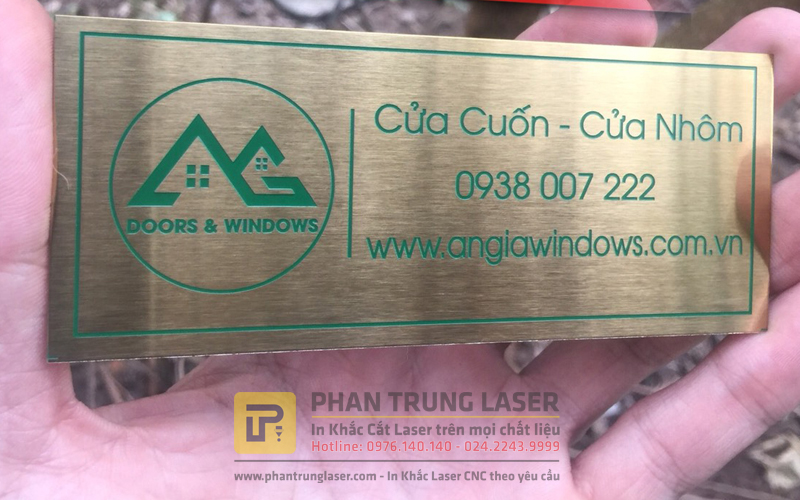 AG
DOORS & WINDOWS
Cửa Cuốn - Cửa Nhôm
0938 007 222
www.angiawindows.com.vn
PHAN TRUNG LASER
In Khắc Cắt Laser trên mọi chất liệu
Hotline: 0976.140.140 - 024.2243.9999
www.phantrunglaser.com - In Khắc Laser CNC theo yêu cầu